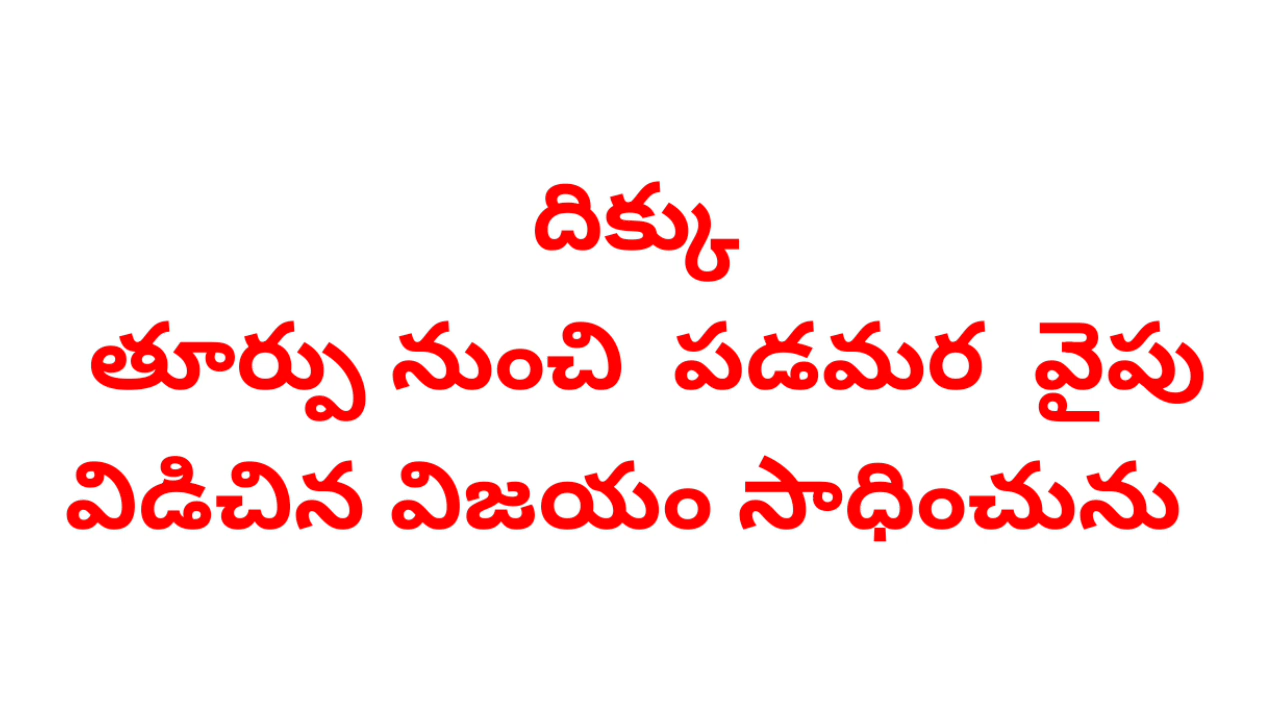 దిక్కు
తూర్పు నుంచి పడమర వైపు
విడిచిన విజయం సాధించును